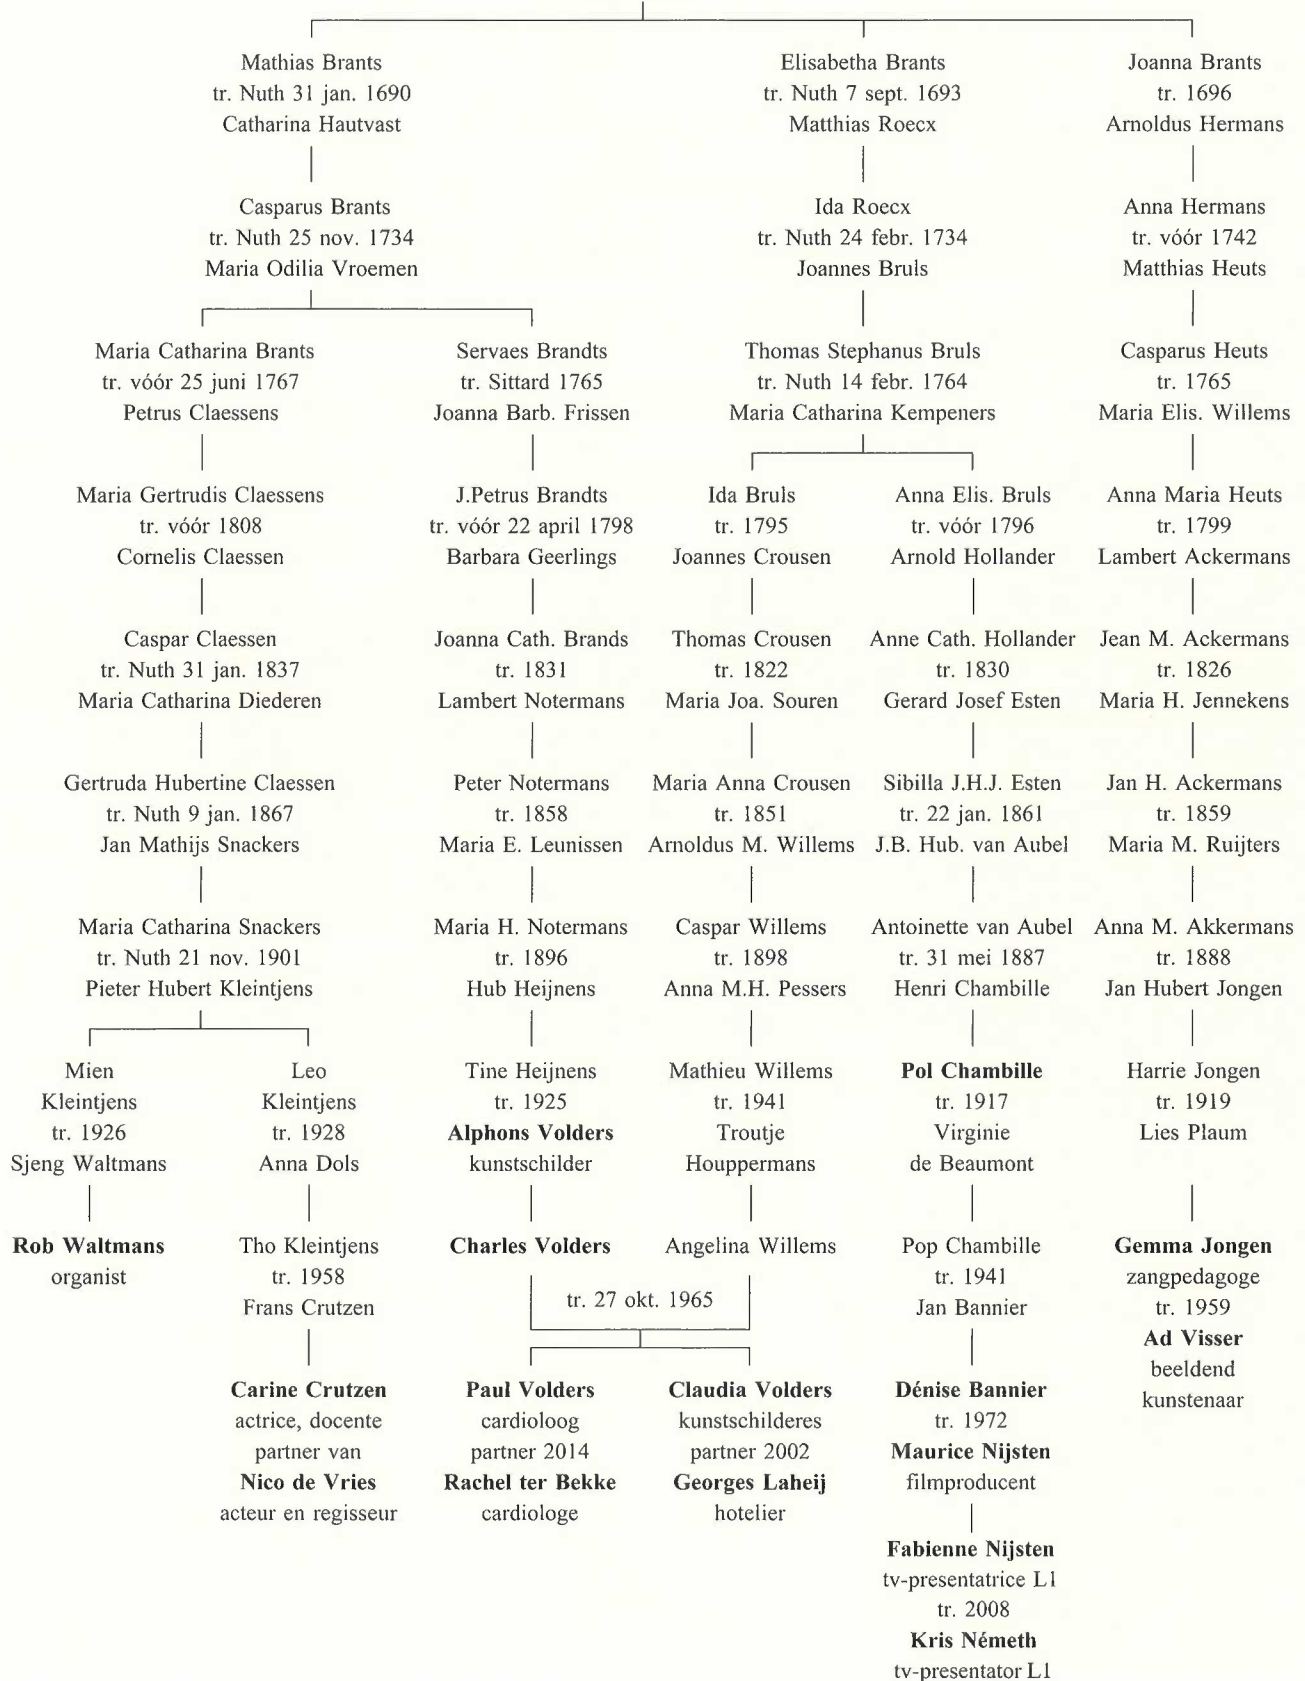 Mathias Brants
tr. Nuth 31 jan. 1690
Catharina Hautvast
Elisabetha Brants
tr. Nuth 7 sept. 1693
Matthias Roecx
Joanna Brants
tr. 1696
Arnoldus Hermans
Casparus Brants
tr. Nuth 25 nov. 1734
Maria Odilia Vroemen
Ida Roecx
tr. Nuth 24 febr. 1734
Joannes Bruls
Anna Hermans
tr. vóór 1742
Matthias Heuts
Maria Catharina Brants
tr. vóór 25 juni 1767
Petrus Claessens
Servaes Brandts
tr. Sittard 1765
Joanna Barb. Frissen
Thomas Stephanus Bruls
tr. Nuth 14 febr. 1764
Maria Catharina Kempeners
Casparus Heuts
tr. 1765
Maria Elis. Willems
Maria Gertrudis Claessens
tr. vóór 1808
Cornelis Claessen
J.Petrus Brandts
tr. vóór 22 april 1798
Barbara Geerlings
Ida Bruls
tr. 1795
Joannes Crousen
Anna Elis. Bruls
tr. vóór 1796
Arnold Hollander
Anna Maria Heuts
tr. 1799
Lambert Ackermans
Caspar Claessen
tr. Nuth 31 jan. 1837
Maria Catharina Diederen
Joanna Cath. Brands
tr. 1831
Lambert Notermans
Thomas Crousen
tr. 1822
Maria Joa. Souren
Anne Cath. Hollander
tr. 1830
Gerard Josef Esten
Jean M. Ackermans
tr. 1826
Maria H. Jennekens
Gertruda Hubertine Claessen
tr. Nuth 9 jan. 1867
Jan Mathijs Snackers
Peter Notermans
tr. 1858
Maria E. Leunissen
Maria Anna Crousen
tr. 1851
Arnoldus M. Willems
Sibilla J.H.J. Esten
tr. 22 jan. 1861
J.B. Hub. van Aubel
Jan H. Ackermans
tr. 1859
Maria M. Ruijters
Maria Catharina Snackers
tr. Nuth 21 nov. 1901
Pieter Hubert Kleintjens
Maria H. Notermans
tr. 1896
Hub Heijnens
Caspar Willems
tr. 1898
Anna M.H. Pessers
Antoinette van Aubel
tr. 31 mei 1887
Henri Chambille
Anna M. Akkermans
tr. 1888
Jan Hubert Jongen
Mien
Kleintjens
tr. 1926
Sjeng Waltmans
Leo
Kleintjens
tr. 1928
Anna Dols
Tine Heijnens
tr. 1925
Alphons Volders
kunstschilder
Mathieu Willems
tr. 1941
Troutje
Houppermans
Pol Chambille
tr. 1917
Virginie
de Beaumont
Harrie Jongen
tr. 1919
Lies Plaum
Rob Waltmans
organist
Tho Kleintjens
tr. 1958
Frans Crutzen
Charles Volders
Angelina Willems
tr. 27 okt. 1965
Pop Chambille
tr. 1941
Jan Bannier
Gemma Jongen
zangpedagoge
tr. 1959
Ad Visser
beeldend
kunstenaar
Carine Crutzen
actrice, docente
partner van
Nico de Vries
acteur en regisseur
Paul Volders
cardioloog
partner 2014
Rachel ter Bekke
cardiologe
Claudia Volders
kunstschilderes
partner 2002
Georges Laheij
hotelier
Dénise Bannier
tr. 1972
Maurice Nijsten
filmproducent
Fabienne Nijsten
tv-presentatrice L1
tr. 2008
Kris Németh
tv-presentator L1